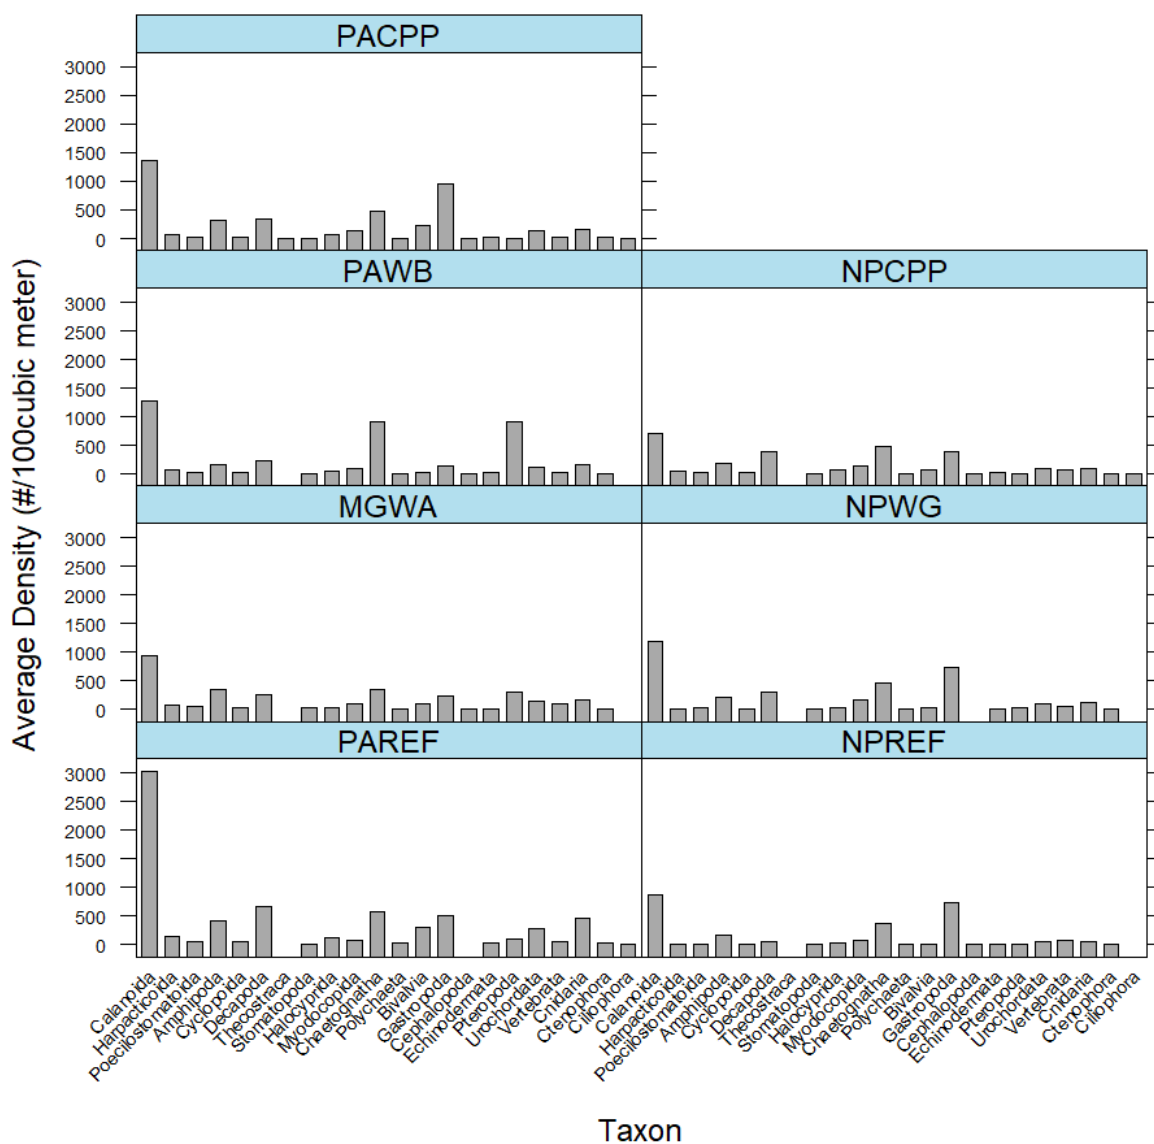 PACPP
3000
2500
2000
1500
1000
500
0
PAWB
NPCPP
3000
2500
2000
1500
1000
500
0
MGWA
NPWG
3000
2500
2000
1500
1000
500
0
PAREF
NPREF
3000
2500
2000
1500
1000
500
0
Average Density (#/100cubic meter)
Calanoida
Harpacticoida
Poecilostomatoida
Amphipoda
Cyclopoida
Decapoda
Thecostraca
Stomatopoda
Halocyprida
Myodocopida
Chaetognatha
Polychaeta
Bivalvia
Gastropoda
Cephalopoda
Echinodermata
Pteropoda
Urochordata
Vertebrata
Cnidaria
Ctenophora
Ciliophora
Calanoida
Harpacticoida
Poecilostomatoida
Amphipoda
Cyclopoida
Decapoda
Thecostraca
Stomatopoda
Halocyprida
Myodocopida
Chaetognatha
Polychaeta
Bivalvia
Gastropoda
Cephalopoda
Echinodermata
Pteropoda
Urochordata
Vertebrata
Cnidaria
Ctenophora
Ciliophora
Taxon